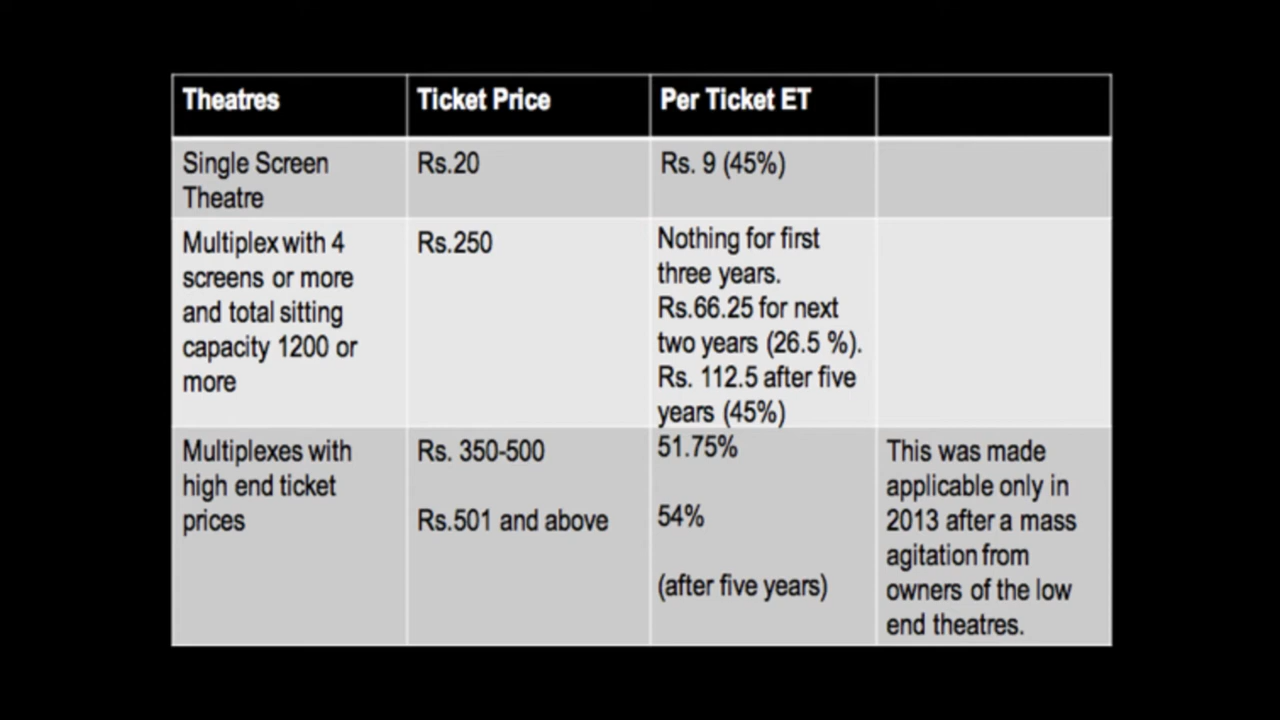 Theatres
Ticket Price
Per Ticket ET
Single Screen
Theatre
Rs.20
Rs. 9 (45%)
Multiplex with 4
screens or more
and total sitting
capacity 1200 or
more
Rs.250
Nothing for first
three years.
Rs.66.25 for next
two years (26.5 %).
Rs. 112.5 after five
years (45%)
Multiplexes with
high end ticket
prices
Rs. 350-500
Rs.501 and above
51.75%
54%
(after five years)
This was made
applicable only in
2013 after a mass
agitation from
owners of the low
end theatres.